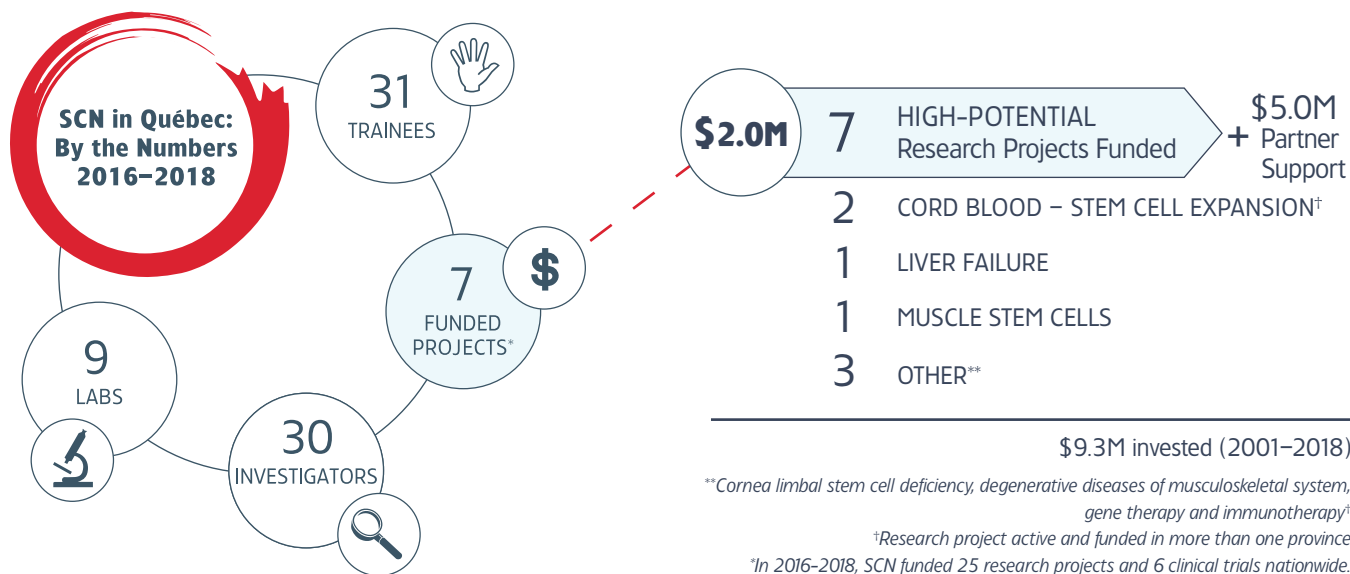 SCN in Québec:
By the Numbers
2016–2018
31
TRAINEES
$
7
FUNDED
PROJECTS*
30
INVESTIGATORS
9
LABS
$2.0M
7
HIGH-POTENTIAL
Research Projects Funded
+
$5.0M
Partner
Support
2 CORD BLOOD – STEM CELL EXPANSION†
1 LIVER FAILURE
1 MUSCLE STEM CELLS
3 OTHER**
$9.3M invested (2001–2018)
**Cornea limbal stem cell deficiency, degenerative diseases of musculoskeletal system,
gene therapy and immunotherapy†
†Research project active and funded in more than one province
*In 2016–2018, SCN funded 25 research projects and 6 clinical trials nationwide.